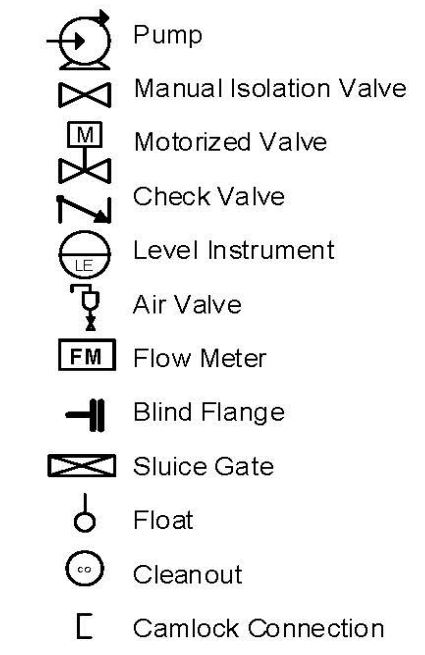 Pump
Manual Isolation Valve
M
Motorized Valve
Check Valve
LE
Level Instrument
Air Valve
FM
Flow Meter
Blind Flange
Sluice Gate
Float
CO
Cleanout
Camlock Connection